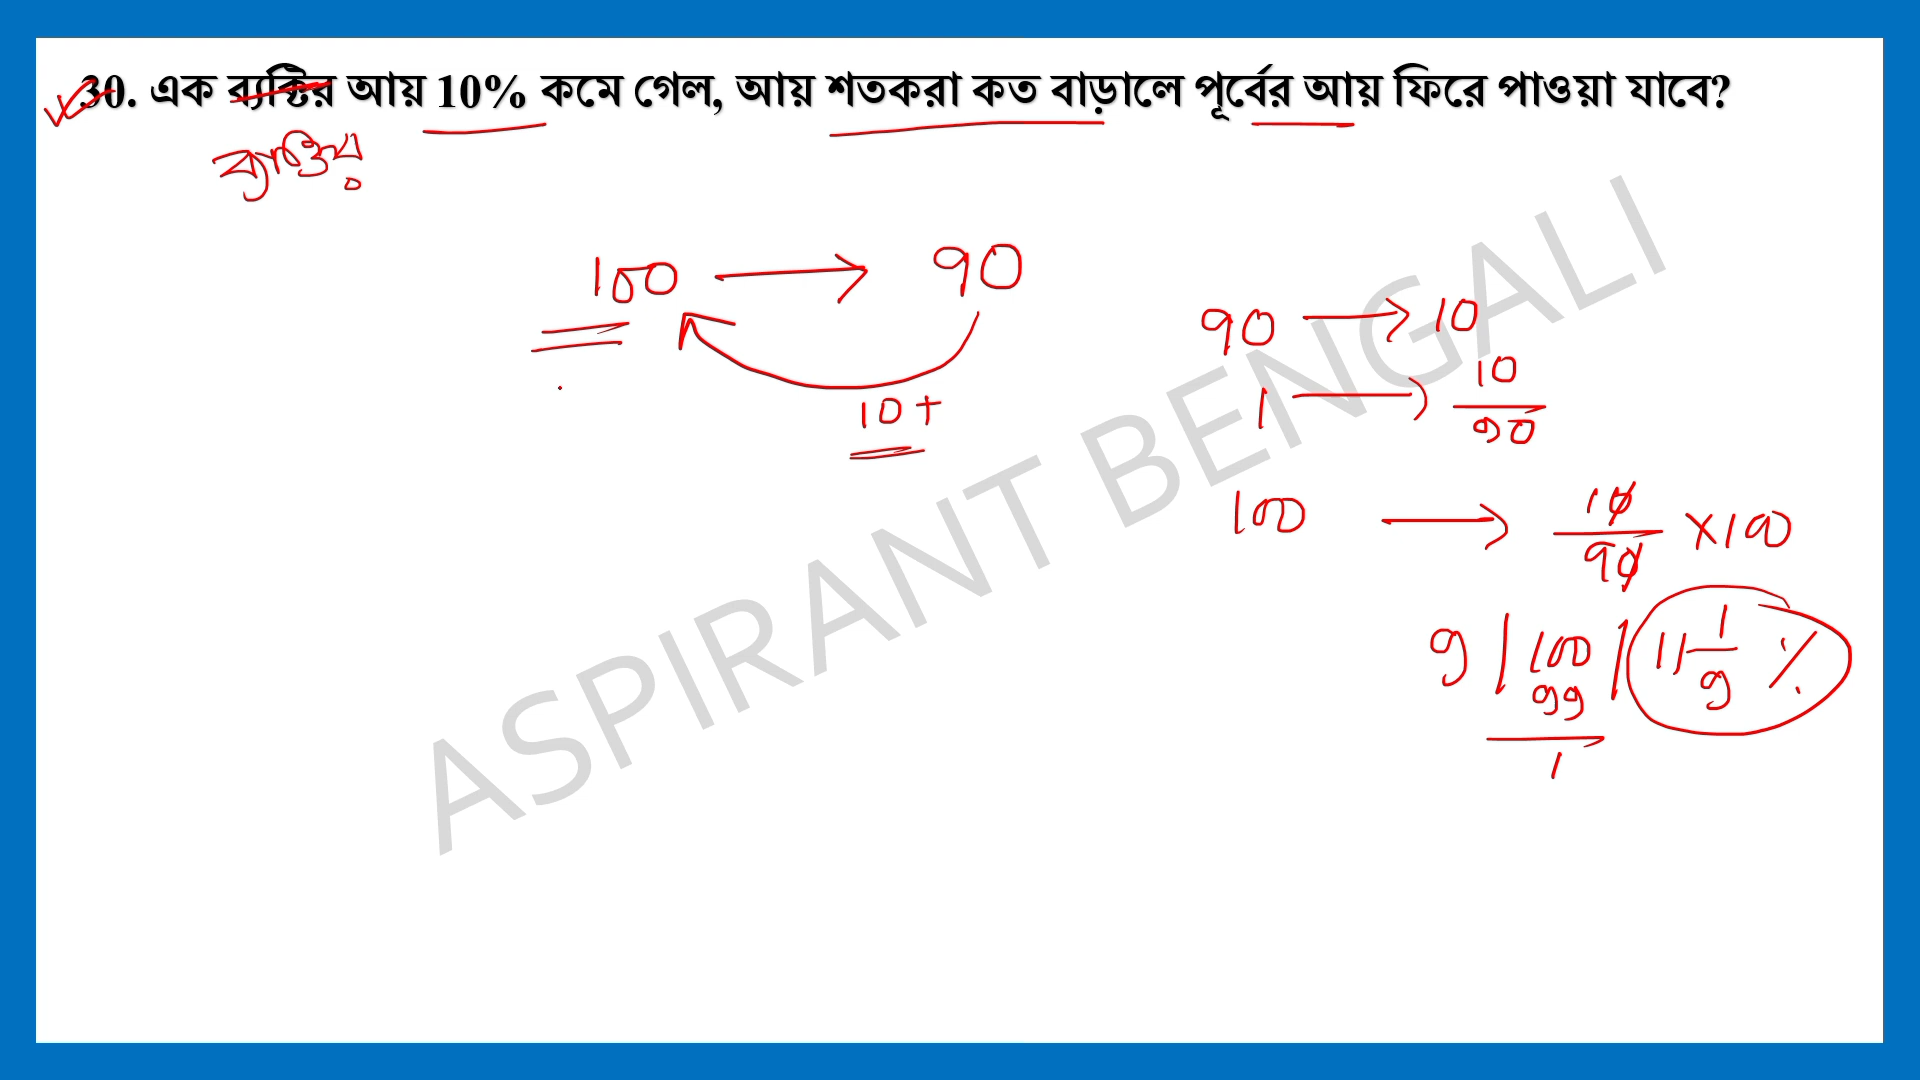 30. এক ব্যক্টির আয় 10% কমে গেল, আয় শতকরা কত বাড়ালে পূর্বের আয় ফিরে পাওয়া যাবে?
ব্যক্তির
100 → 90
10+
90 → 10
1 → 10/90
100 → 10/90 ×100
9 | 100 | 11 1/9 %
99
1
ASPIRANT BENGALI